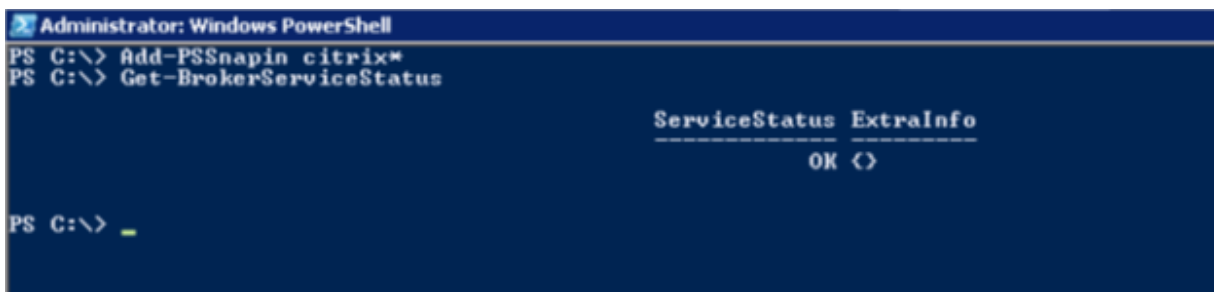 Administrator: Windows PowerShell
PS C:\> Add-PSSnapin citrix*
PS C:\> Get-BrokerServiceStatus
ServiceStatus ExtraInfo
------------- ---------
OK {}
PS C:\> _